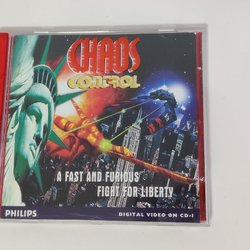 CHAOS
CONTROL
A FAST AND FURIOUS
FIGHT FOR LIBERTY
PHILIPS
DIGITAL VIDEO ON CD-i